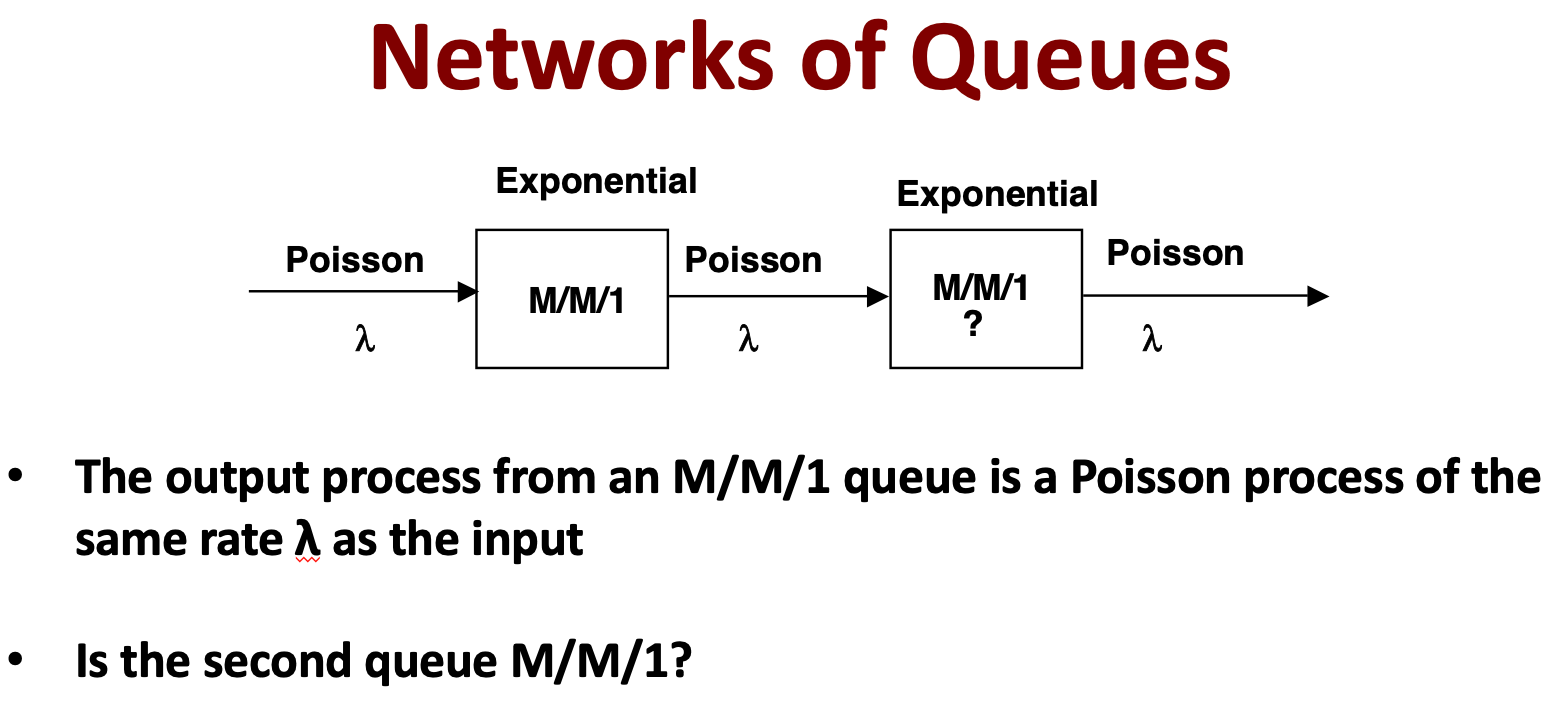 Networks of Queues
Exponential
Exponential
Poisson
Poisson
Poisson
M/M/1
M/M/1
?
λ
λ
λ
• The output process from an M/M/1 queue is a Poisson process of the
same rate λ as the input
• Is the second queue M/M/1?